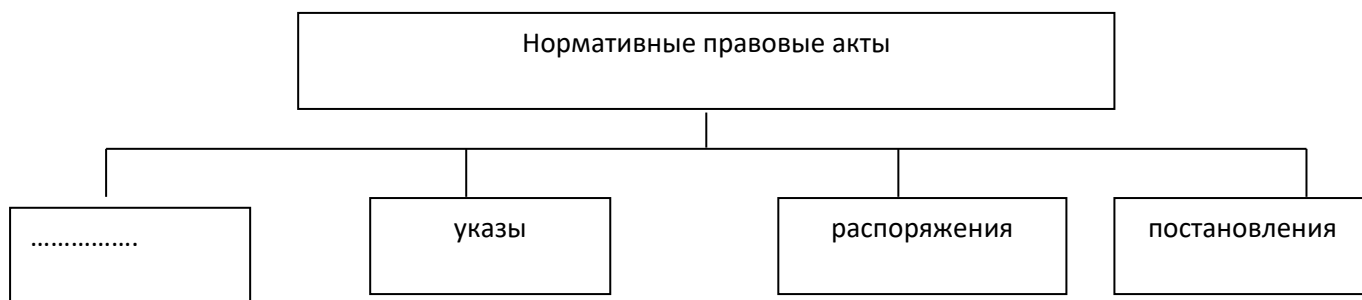 Нормативные правовые акты
…………….
указы
распоряжения
постановления